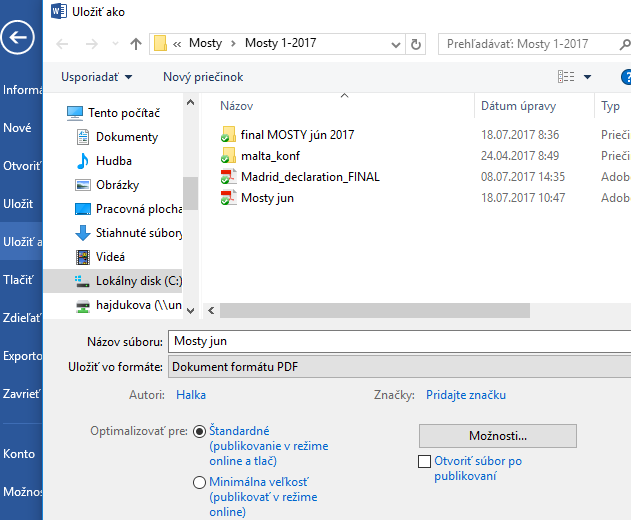 Uložiť ako
« Mosty › Mosty 1-2017
Prehľadávať: Mosty 1-2017
Usporiadať
Nový priečinok
Informá
Nové
Otvoriť
Uložiť
Uložiť a
Tlačiť
Zdieľať
Exporto
Zavrieť
Konto
Možnos
Tento počítač
Dokumenty
Hudba
Obrázky
Pracovná plocha
Stiahnuté súbory
Videá
Lokálny disk (C:)
hajdukova (\\un
Názov Dátum úpravy Typ
final MOSTY jún 2017 18.07.2017 8:36 Prieči
malta_konf 24.04.2017 8:49 Prieči
Madrid_declaration_FINAL 08.07.2017 14:35 Adob
Mosty jun 18.07.2017 10:47 Adob
Názov súboru: Mosty jun
Uložiť vo formáte: Dokument formátu PDF
Autori: Halka Značky: Pridajte značku
Optimalizovať pre:
Štandardné
(publikovanie v režime
online a tlač)
Minimálna veľkosť
(publikovať v režime
online)
Možnosti...
Otvoriť súbor po
publikovaní